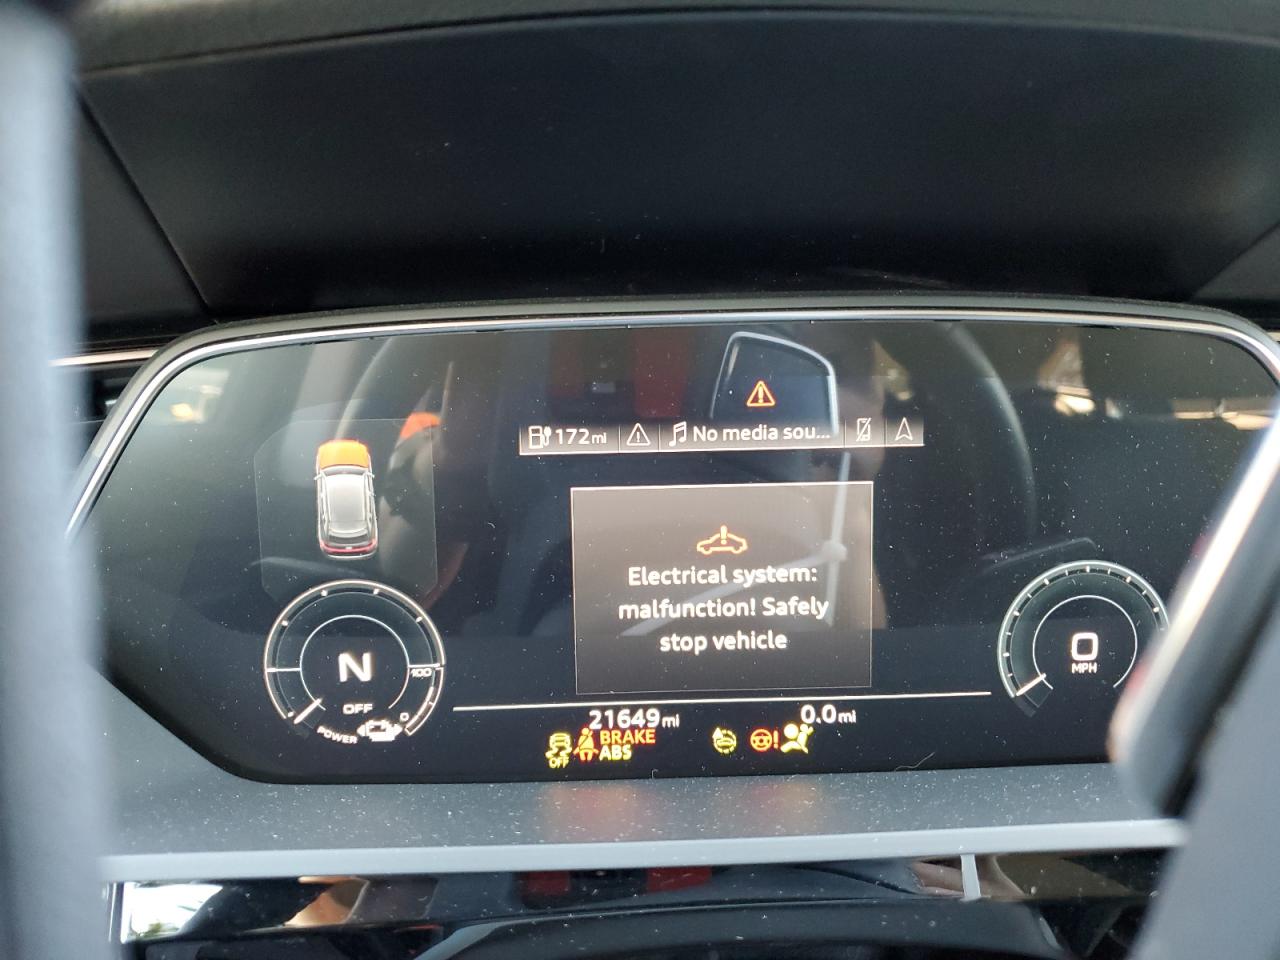 172mi
No media sou...
Electrical system:
malfunction! Safely
stop vehicle
N
OFF
100
0
POWER
0
MPH
21649mi
0.0mi
OFF
BRAKE
ABS
!